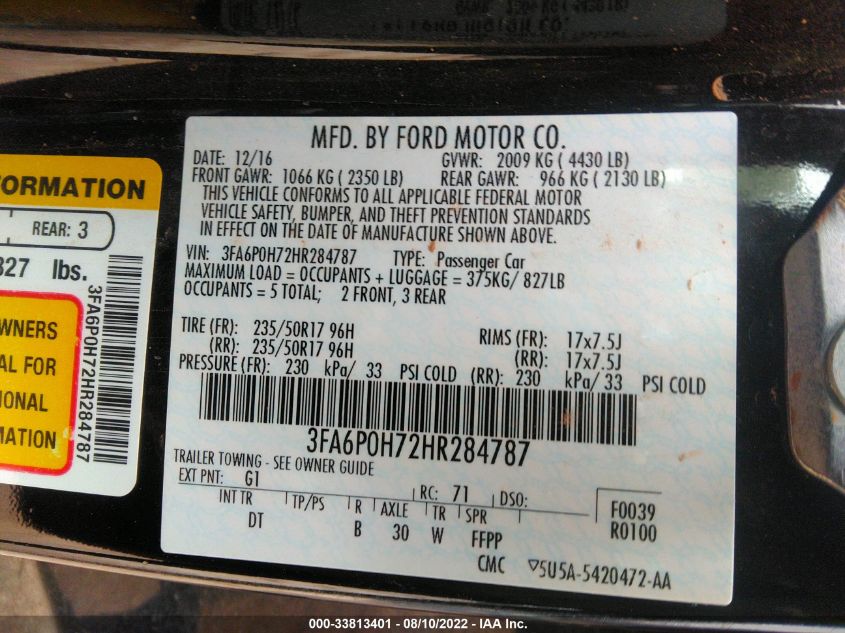 MFD. BY FORD MOTOR CO.
DATE: 12/16 GVWR: 2009 KG ( 4430 LB)
FRONT GAWR: 1066 KG ( 2350 LB) REAR GAWR: 966 KG ( 2130 LB)
THIS VEHICLE CONFORMS TO ALL APPLICABLE FEDERAL MOTOR
VEHICLE SAFETY, BUMPER, AND THEFT PREVENTION STANDARDS
IN EFFECT ON THE DATE OF MANUFACTURE SHOWN ABOVE.
VIN: 3FA6P0H72HR284787 TYPE: Passenger Car
MAXIMUM LOAD = OCCUPANTS + LUGGAGE = 375KG/ 827LB
OCCUPANTS = 5 TOTAL; 2 FRONT, 3 REAR
TIRE (FR): 235/50R17 96H RIMS (FR): 17x7.5J
(RR): 235/50R17 96H (RR): 17x7.5J
PRESSURE (FR): 230 kPa/ 33 PSI COLD (RR): 230 kPa/ 33 PSI COLD
3FA6P0H72HR284787
TRAILER TOWING - SEE OWNER GUIDE
EXT PNT: G1 RC: 71 DSO:
INT TR TP/PS R AXLE TR SPR F0039
DT B 30 W FFPP R0100
CMC ▽5U5A-5420472-AA
FORMATION
REAR: 3
827 lbs.
WNERS
AL FOR
IONAL
MATION
3FA6P0H72HR284787
000-33813401 - 08/10/2022 - IAA Inc.